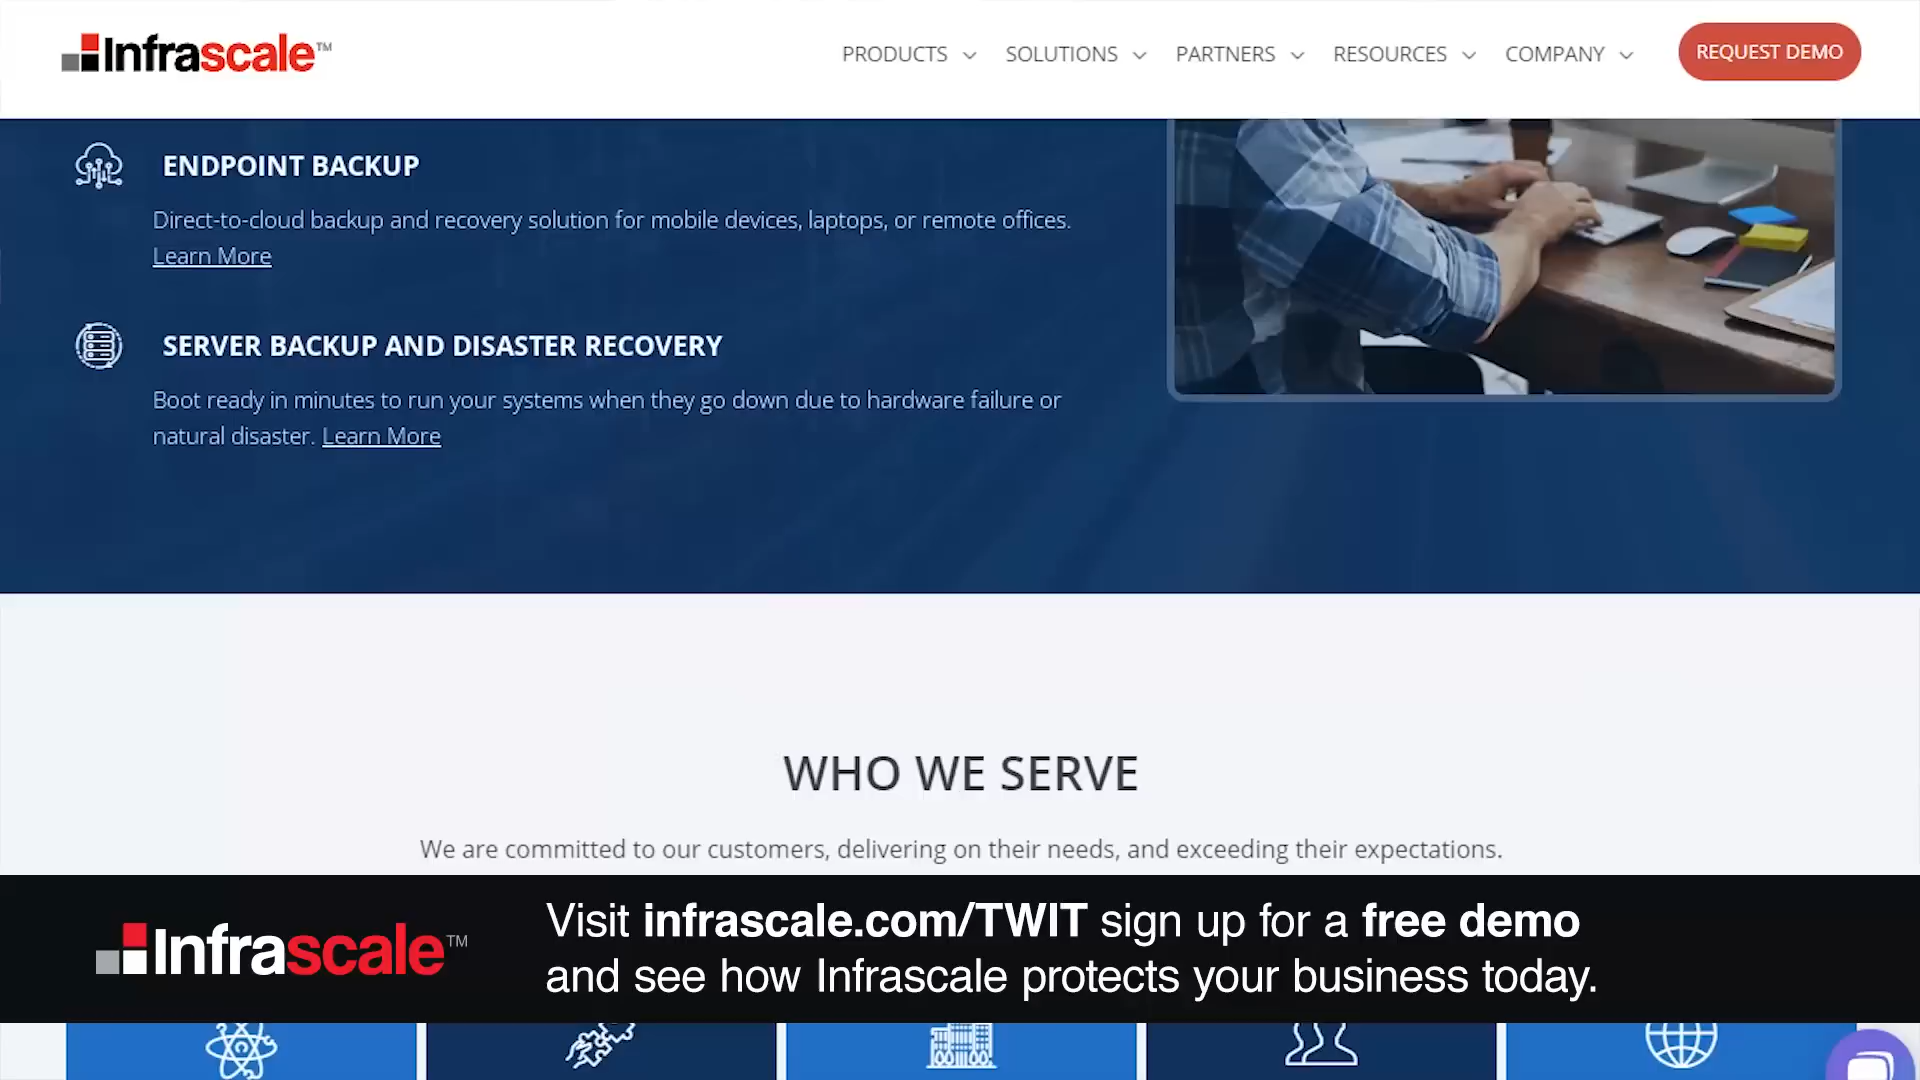 Infrascale™
PRODUCTS
SOLUTIONS
PARTNERS
RESOURCES
COMPANY
REQUEST DEMO
ENDPOINT BACKUP
Direct-to-cloud backup and recovery solution for mobile devices, laptops, or remote offices.
Learn More
SERVER BACKUP AND DISASTER RECOVERY
Boot ready in minutes to run your systems when they go down due to hardware failure or
natural disaster. Learn More
WHO WE SERVE
We are committed to our customers, delivering on their needs, and exceeding their expectations.
Infrascale™
Visit infrascale.com/TWIT sign up for a free demo
and see how Infrascale protects your business today.